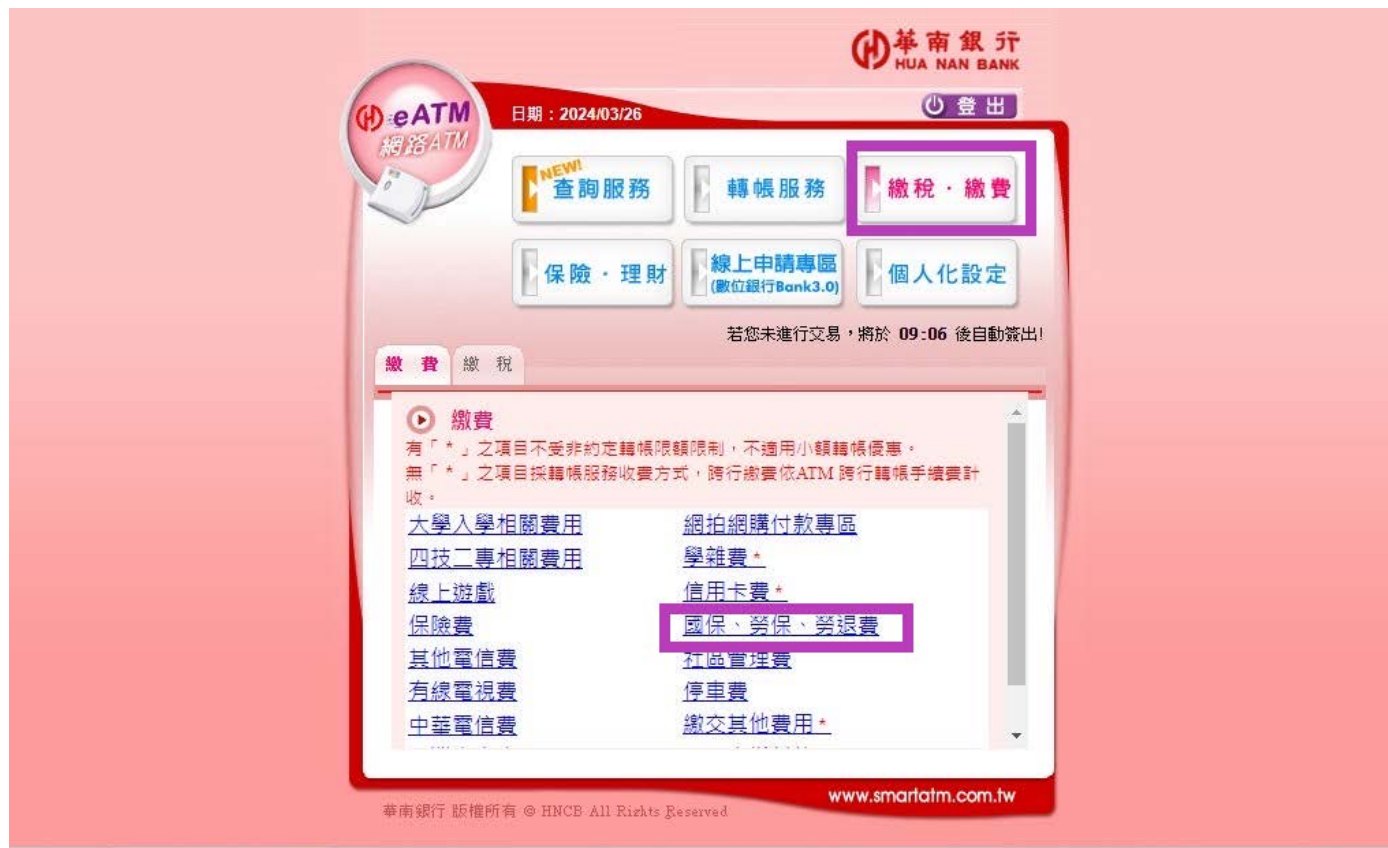 華南銀行
HUA NAN BANK
eATM
網路ATM
日期：2024/03/26
登出
NEW!
查詢服務
轉帳服務
繳稅・繳費
保險・理財
線上申請專區
(數位銀行Bank3.0)
個人化設定
若您未進行交易，將於 09:06 後自動簽出!
繳 費
繳 稅
繳費
有「*」之項目不受非約定轉帳限額限制，不適用小額轉帳優惠。
無「*」之項目採轉帳服務收費方式，跨行繳費依ATM 跨行轉帳手續費計
收。
大學入學相關費用
網拍網購付款專區
四技二專相關費用
學雜費 *
線上遊戲
信用卡費 *
保險費
國保、勞保、勞退費
其他電信費
社區管理費
有線電視費
停車費
中華電信費
繳交其他費用 *
www.smartatm.com.tw
華南銀行 版權所有 © HNCB All Rights Reserved